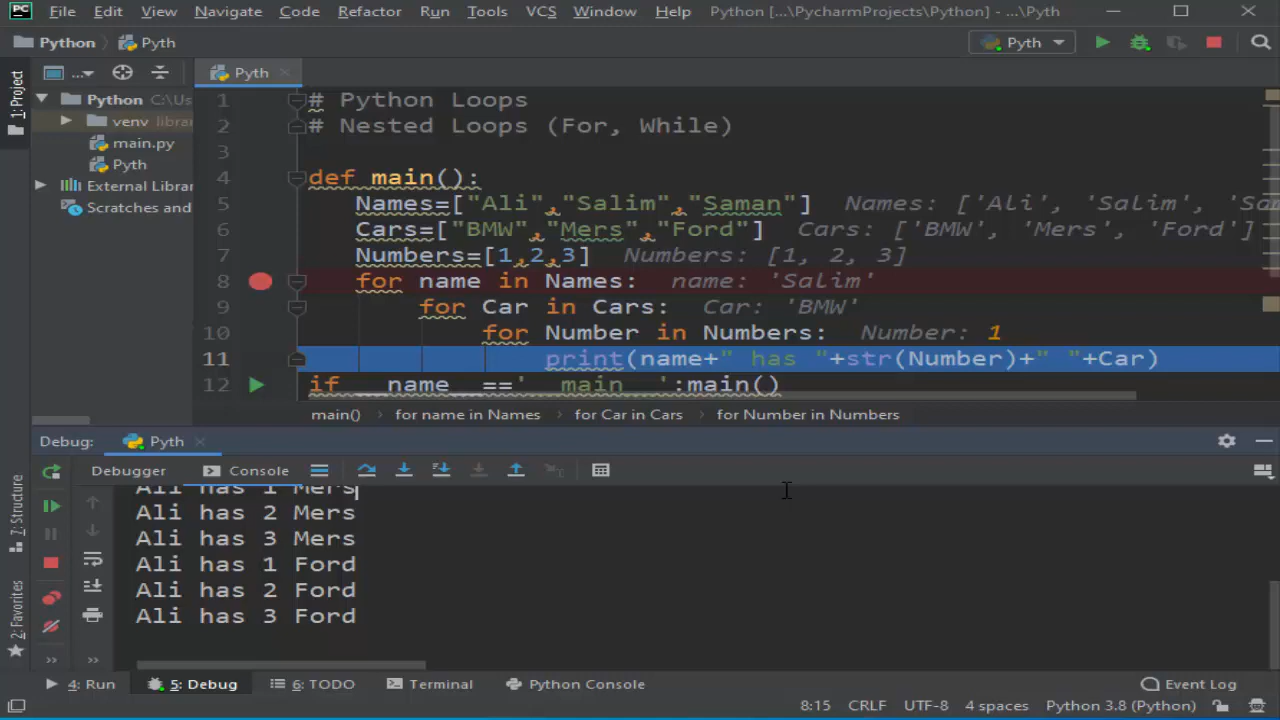 File Edit View Navigate Code Refactor Run Tools VCS Window Help Python [...\PycharmProjects\Python] - ...\Pyth
Python Pyth Pyth
1: Project ... Pyth
Python C:\Us
venv librar
main.py
Pyth
External Librar
Scratches and
1 # Python Loops
2 # Nested Loops (For, While)
3
4 def main():
5 Names=["Ali","Salim","Saman"] Names: ['Ali', 'Salim', 'Sam
6 Cars=["BMW","Mers","Ford"] Cars: ['BMW', 'Mers', 'Ford']
7 Numbers=[1,2,3] Numbers: [1, 2, 3]
8 for name in Names: name: 'Salim'
9 for Car in Cars: Car: 'BMW'
10 for Number in Numbers: Number: 1
11 print(name+" has "+str(Number)+" "+Car)
12 if __name__=='__main__':main()
main() for name in Names for Car in Cars for Number in Numbers
Debug: Pyth
Debugger Console
Ali has 1 Mers
Ali has 2 Mers
Ali has 3 Mers
Ali has 1 Ford
Ali has 2 Ford
Ali has 3 Ford
7: Structure
2: Favorites
4: Run 5: Debug 6: TODO Terminal Python Console Event Log
8:15 CRLF UTF-8 4 spaces Python 3.8 (Python)